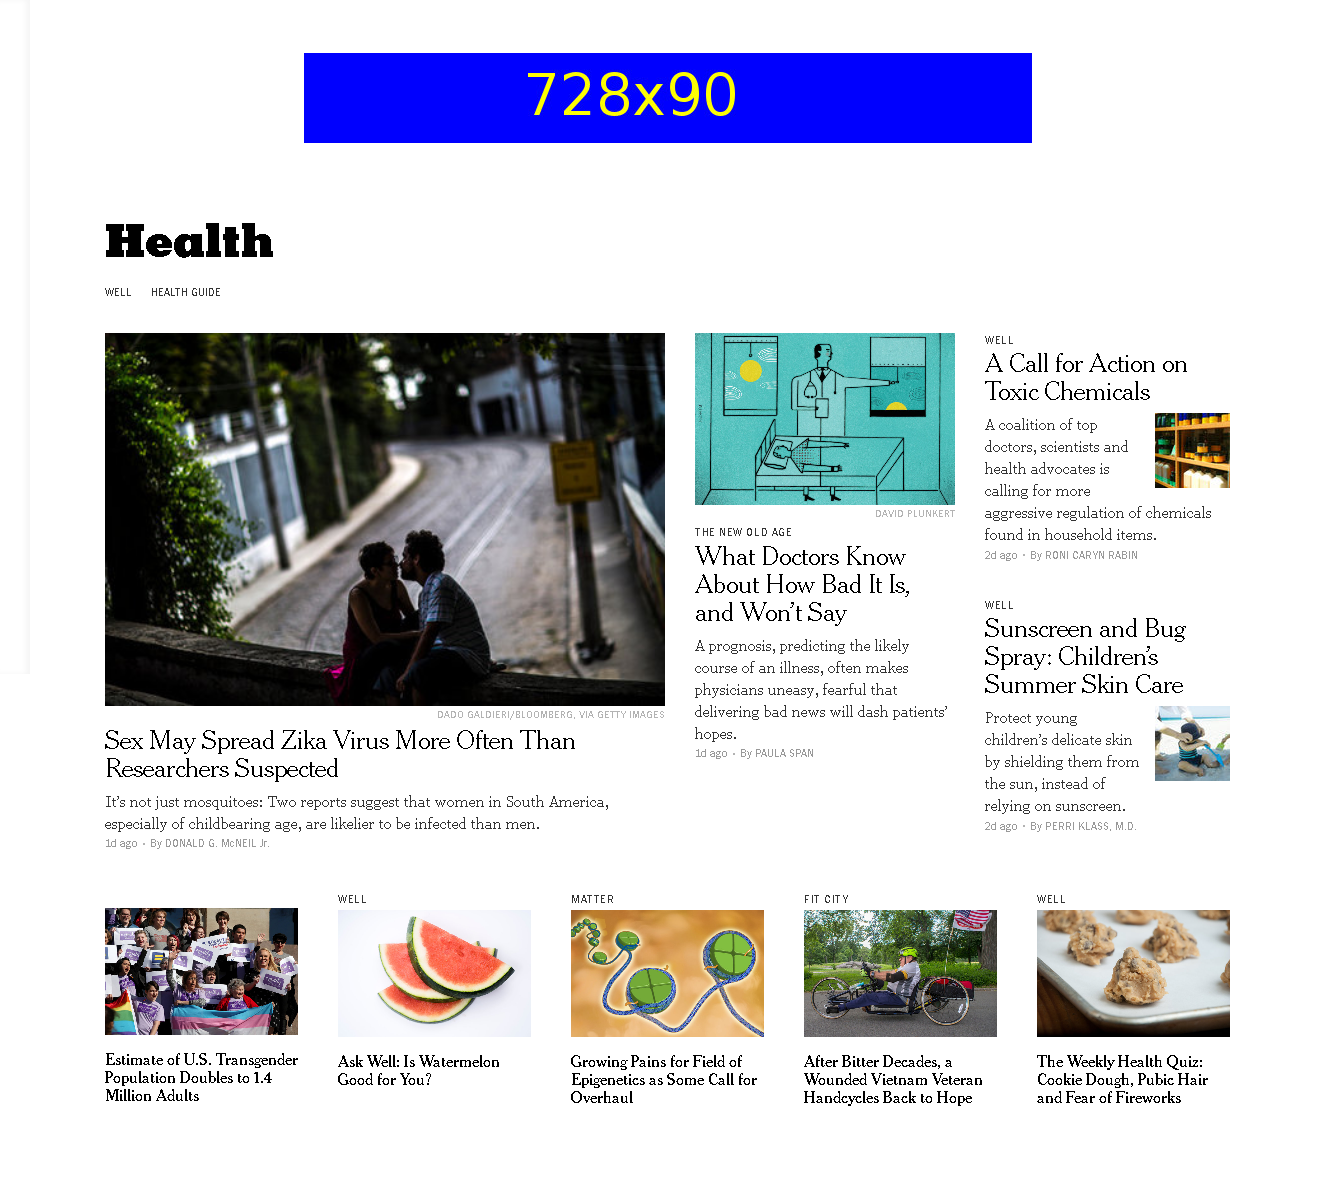 728x90
Health
WELL HEALTH GUIDE
DADO GALDIERI/BLOOMBERG, VIA GETTY IMAGES
Sex May Spread Zika Virus More Often Than
Researchers Suspected
It's not just mosquitoes: Two reports suggest that women in South America,
especially of childbearing age, are likelier to be infected than men.
1d ago · By DONALD G. McNEIL Jr.
DAVID PLUNKERT
THE NEW OLD AGE
What Doctors Know
About How Bad It Is,
and Won't Say
A prognosis, predicting the likely
course of an illness, often makes
physicians uneasy, fearful that
delivering bad news will dash patients'
hopes.
1d ago · By PAULA SPAN
WELL
A Call for Action on
Toxic Chemicals
A coalition of top
doctors, scientists and
health advocates is
calling for more
aggressive regulation of chemicals
found in household items.
2d ago · By RONI CARYN RABIN
WELL
Sunscreen and Bug
Spray: Children's
Summer Skin Care
Protect young
children's delicate skin
by shielding them from
the sun, instead of
relying on sunscreen.
2d ago · By PERRI KLASS, M.D.
Estimate of U.S. Transgender
Population Doubles to 1.4
Million Adults
WELL
Ask Well: Is Watermelon
Good for You?
MATTER
Growing Pains for Field of
Epigenetics as Some Call for
Overhaul
FIT CITY
After Bitter Decades, a
Wounded Vietnam Veteran
Handcycles Back to Hope
WELL
The Weekly Health Quiz:
Cookie Dough, Pubic Hair
and Fear of Fireworks